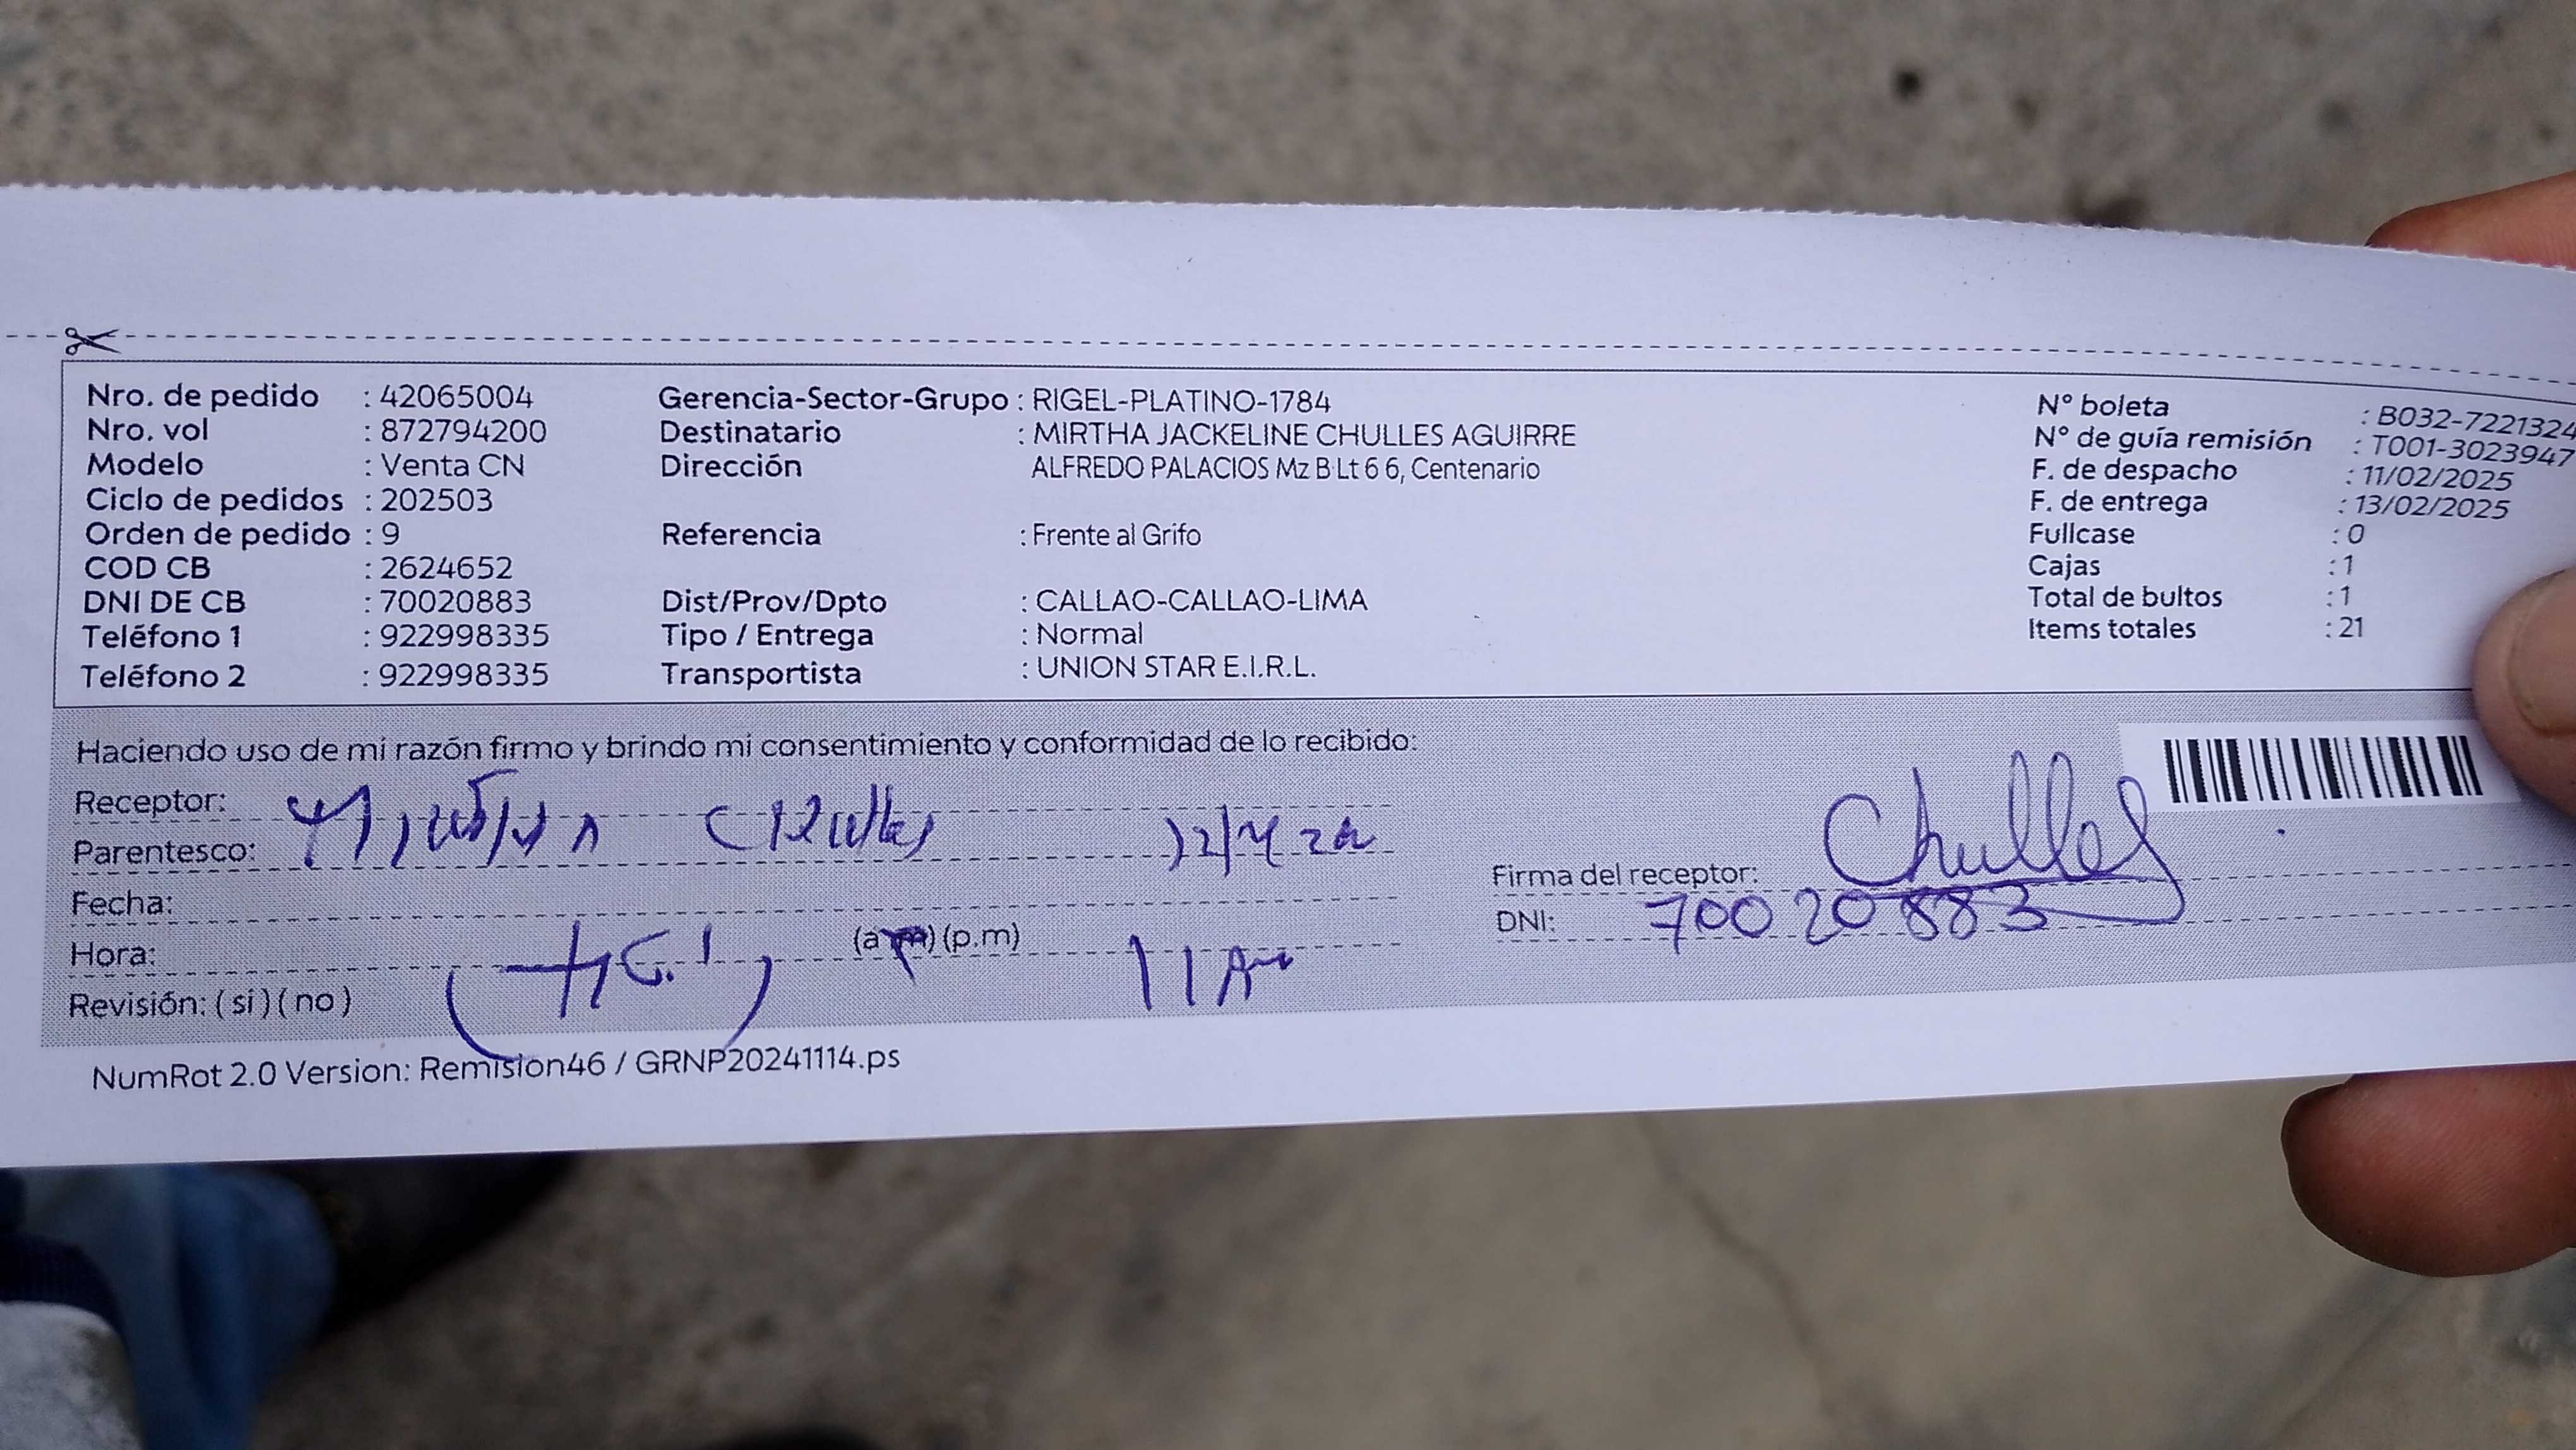 Nro. de pedido : 42065004
Nro. vol : 872794200
Modelo : Venta CN
Ciclo de pedidos : 202503
Orden de pedido : 9
COD CB : 2624652
DNI DE CB : 70020883
Teléfono 1 : 922998335
Teléfono 2 : 922998335
Gerencia-Sector-Grupo : RIGEL-PLATINO-1784
Destinatario : MIRTHA JACKELINE CHULLES AGUIRRE
Dirección ALFREDO PALACIOS Mz B Lt 6 6, Centenario
Referencia : Frente al Grifo
Dist/Prov/Dpto : CALLAO-CALLAO-LIMA
Tipo / Entrega : Normal
Transportista : UNION STAR E.I.R.L.
N° boleta : B032-7221324
N° de guía remisión : T001-3023947
F. de despacho : 11/02/2025
F. de entrega : 13/02/2025
Fullcase : 0
Cajas : 1
Total de bultos : 1
Items totales : 21
Haciendo uso de mi razón firmo y brindo mi consentimiento y conformidad de lo recibido:
Receptor: Chulles
Parentesco:
Fecha:
Hora: (a.m) (p.m) 11 Am
Revisión: (si) (no)
Firma del receptor: Chulles
DNI: 70020883
NumRot 2.0 Version: Remision46 / GRNP20241114.ps